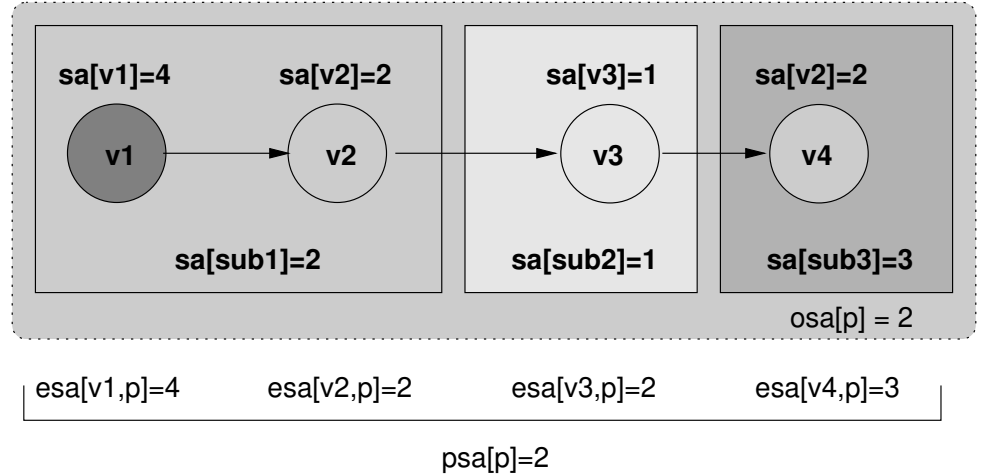 sa[v1]=4 sa[v2]=2 sa[v3]=1 sa[v2]=2
v1 v2 v3 v4
sa[sub1]=2 sa[sub2]=1 sa[sub3]=3
osa[p] = 2
esa[v1,p]=4 esa[v2,p]=2 esa[v3,p]=2 esa[v4,p]=3
psa[p]=2